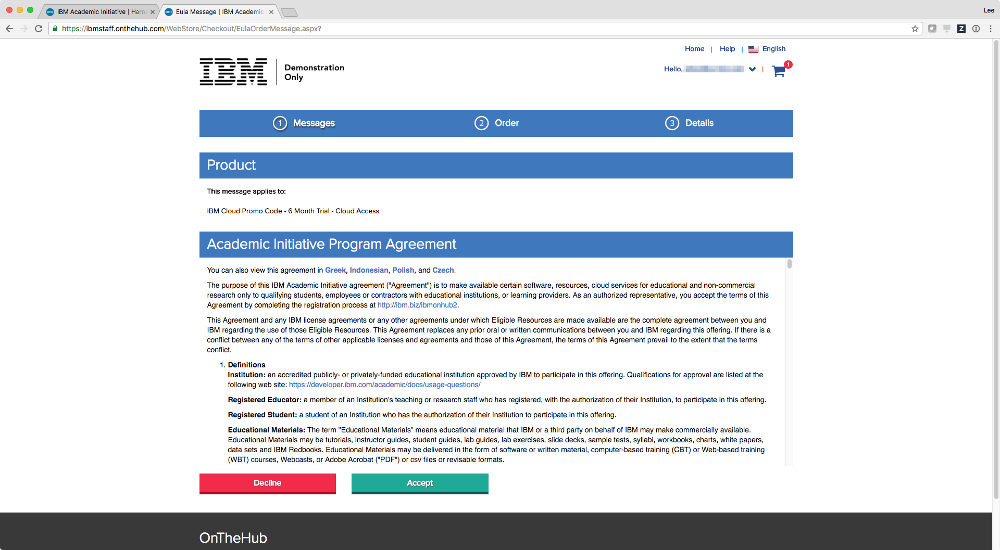 IBM Academic Initiative | Harne
Eula Message | IBM Academic
Lee
https://ibmstaff.onthehub.com/WebStore/Checkout/EulaOrderMessage.aspx?
Home | Help | English
IBM
Demonstration
Only
Hello,
1
1 Messages
2 Order
3 Details
Product
This message applies to:
IBM Cloud Promo Code - 6 Month Trial - Cloud Access
Academic Initiative Program Agreement
You can also view this agreement in Greek, Indonesian, Polish, and Czech.
The purpose of this IBM Academic Initiative agreement ("Agreement") is to make available certain software, resources, cloud services for educational and non-commercial
research only to qualifying students, employees or contractors with educational institutions, or learning providers. As an authorized representative, you accept the terms of this
Agreement by completing the registration process at http://ibm.biz/ibmonhub2.
This Agreement and any IBM license agreements or any other agreements under which Eligible Resources are made available are the complete agreement between you and
IBM regarding the use of those Eligible Resources. This Agreement replaces any prior oral or written communications between you and IBM regarding this offering. If there is a
conflict between any of the terms of other applicable licenses and agreements and those of this Agreement, the terms of this Agreement prevail to the extent that the terms
conflict.
1. Definitions
Institution: an accredited publicly- or privately-funded educational institution approved by IBM to participate in this offering. Qualifications for approval are listed at the
following web site: https://developer.ibm.com/academic/docs/usage-questions/
Registered Educator: a member of an Institution's teaching or research staff who has registered, with the authorization of their Institution, to participate in this offering.
Registered Student: a student of an Institution who has the authorization of their Institution to participate in this offering.
Educational Materials: The term "Educational Materials" means educational material that IBM or a third party on behalf of IBM may make commercially available.
Educational Materials may be tutorials, instructor guides, student guides, lab guides, lab exercises, slide decks, sample tests, syllabi, workbooks, charts, white papers,
data sets and IBM Redbooks. Educational Materials may be delivered in the form of software or written material, computer-based training (CBT) or Web-based training
(WBT) courses, Webcasts, or Adobe Acrobat ("PDF") or csv files or revisable formats.
Decline
Accept
OnTheHub